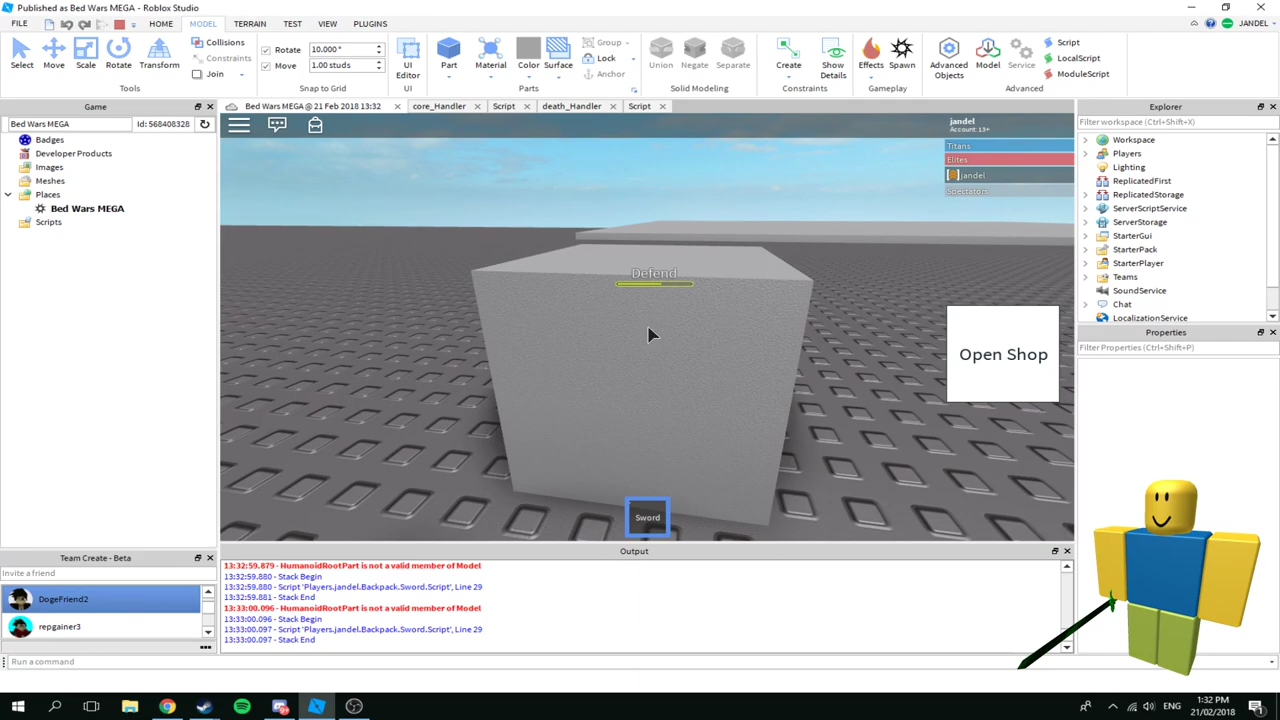 Published as Bed Wars MEGA - Roblox Studio
FILE
HOME
MODEL
TERRAIN
TEST
VIEW
PLUGINS
JANDEL
Select
Move
Scale
Rotate
Transform
Tools
Collisions
Constraints
Join
Rotate
10.000 °
Move
1.00 studs
Snap to Grid
UI
Editor
UI
Part
Material
Color
Surface
Group
Lock
Anchor
Parts
Union
Negate
Separate
Solid Modeling
Create
Show
Details
Constraints
Effects
Spawn
Gameplay
Advanced
Objects
Model
Service
Script
LocalScript
ModuleScript
Advanced
Game
Bed Wars MEGA
Id: 568408328
Badges
Developer Products
Images
Meshes
Places
Bed Wars MEGA
Scripts
Team Create - Beta
Invite a friend
DogeFriend2
repgainer3
Bed Wars MEGA @ 21 Feb 2018 13:32
core_Handler
Script
death_Handler
Script
jandel
Account: 13+
Titans
Elites
jandel
Spectators
Defend
Open Shop
Sword
Output
13:32:59.879 - HumanoidRootPart is not a valid member of Model
13:32:59.880 - Stack Begin
13:32:59.880 - Script 'Players.jandel.Backpack.Sword.Script', Line 29
13:32:59.881 - Stack End
13:33:00.096 - HumanoidRootPart is not a valid member of Model
13:33:00.096 - Stack Begin
13:33:00.097 - Script 'Players.jandel.Backpack.Sword.Script', Line 29
13:33:00.097 - Stack End
Explorer
Filter workspace (Ctrl+Shift+X)
Workspace
Players
Lighting
ReplicatedFirst
ReplicatedStorage
ServerScriptService
ServerStorage
StarterGui
StarterPack
StarterPlayer
Teams
SoundService
Chat
LocalizationService
Properties
Filter Properties (Ctrl+Shift+P)
Run a command
ENG
1:32 PM
21/02/2018